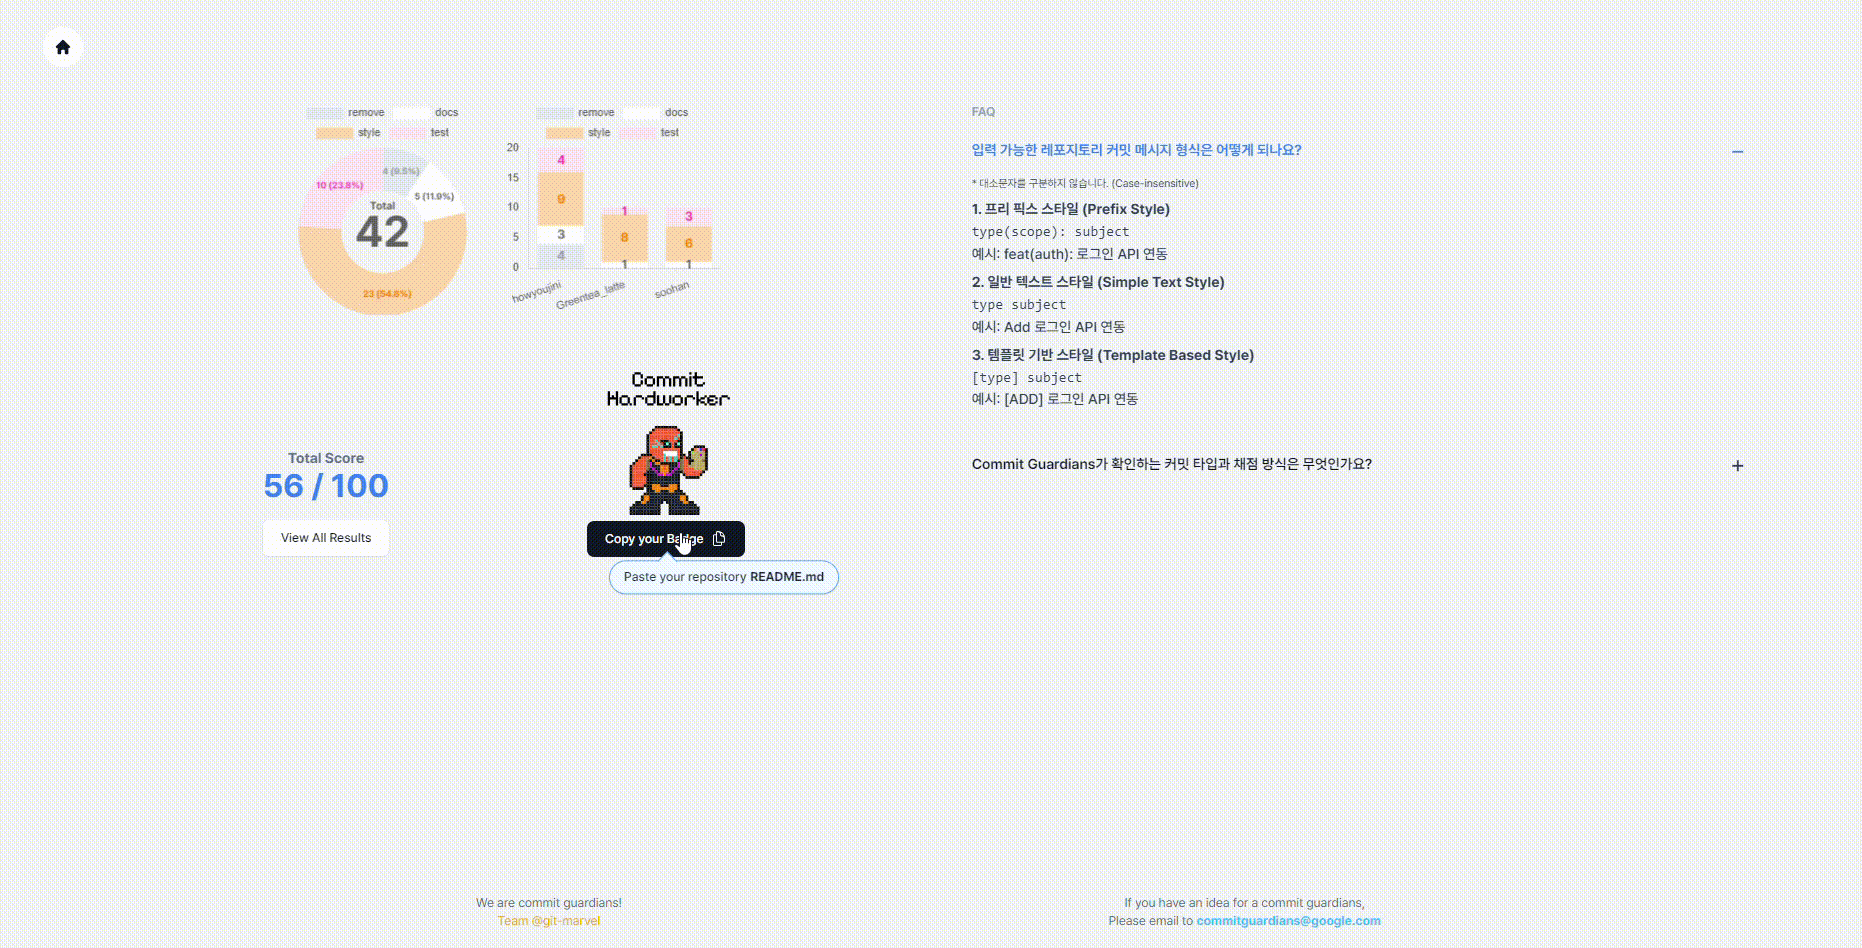 remove docs
style test
4 (9.5%)
10 (23.8%)
5 (11.9%)
Total
42
23 (54.8%)
remove docs
style test
20
15
10
5
0
4
9
3
4
1
8
1
3
6
1
howyoujini
Greentea_latte
soohan
Total Score
56 / 100
View All Results
Commit
Hardworker
Copy your Badge
Paste your repository README.md
FAQ
입력 가능한 레포지토리 커밋 메시지 형식은 어떻게 되나요?
* 대소문자를 구분하지 않습니다. (Case-insensitive)
1. 프리 픽스 스타일 (Prefix Style)
type(scope): subject
예시: feat(auth): 로그인 API 연동
2. 일반 텍스트 스타일 (Simple Text Style)
type subject
예시: Add 로그인 API 연동
3. 템플릿 기반 스타일 (Template Based Style)
[type] subject
예시: [ADD] 로그인 API 연동
Commit Guardians가 확인하는 커밋 타입과 채점 방식은 무엇인가요?
We are commit guardians!
Team @git-marvel
If you have an idea for a commit guardians,
Please email to commitguardians@google.com